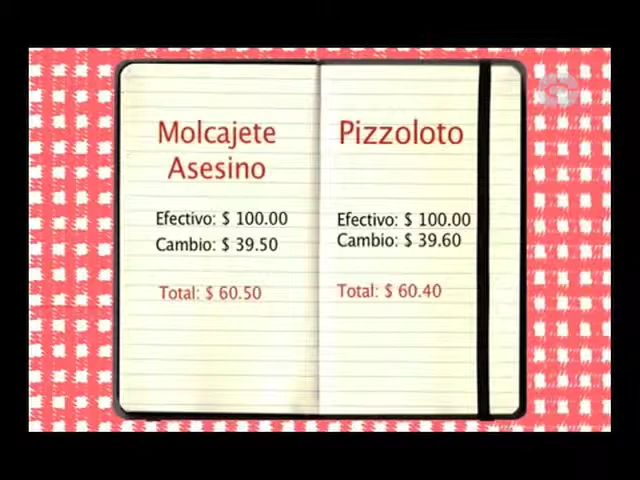 Molcajete
Asesino
Efectivo: $ 100.00
Cambio: $ 39.50
Total: $ 60.50
Pizzoloto
Efectivo: $ 100.00
Cambio: $ 39.60
Total: $ 60.40